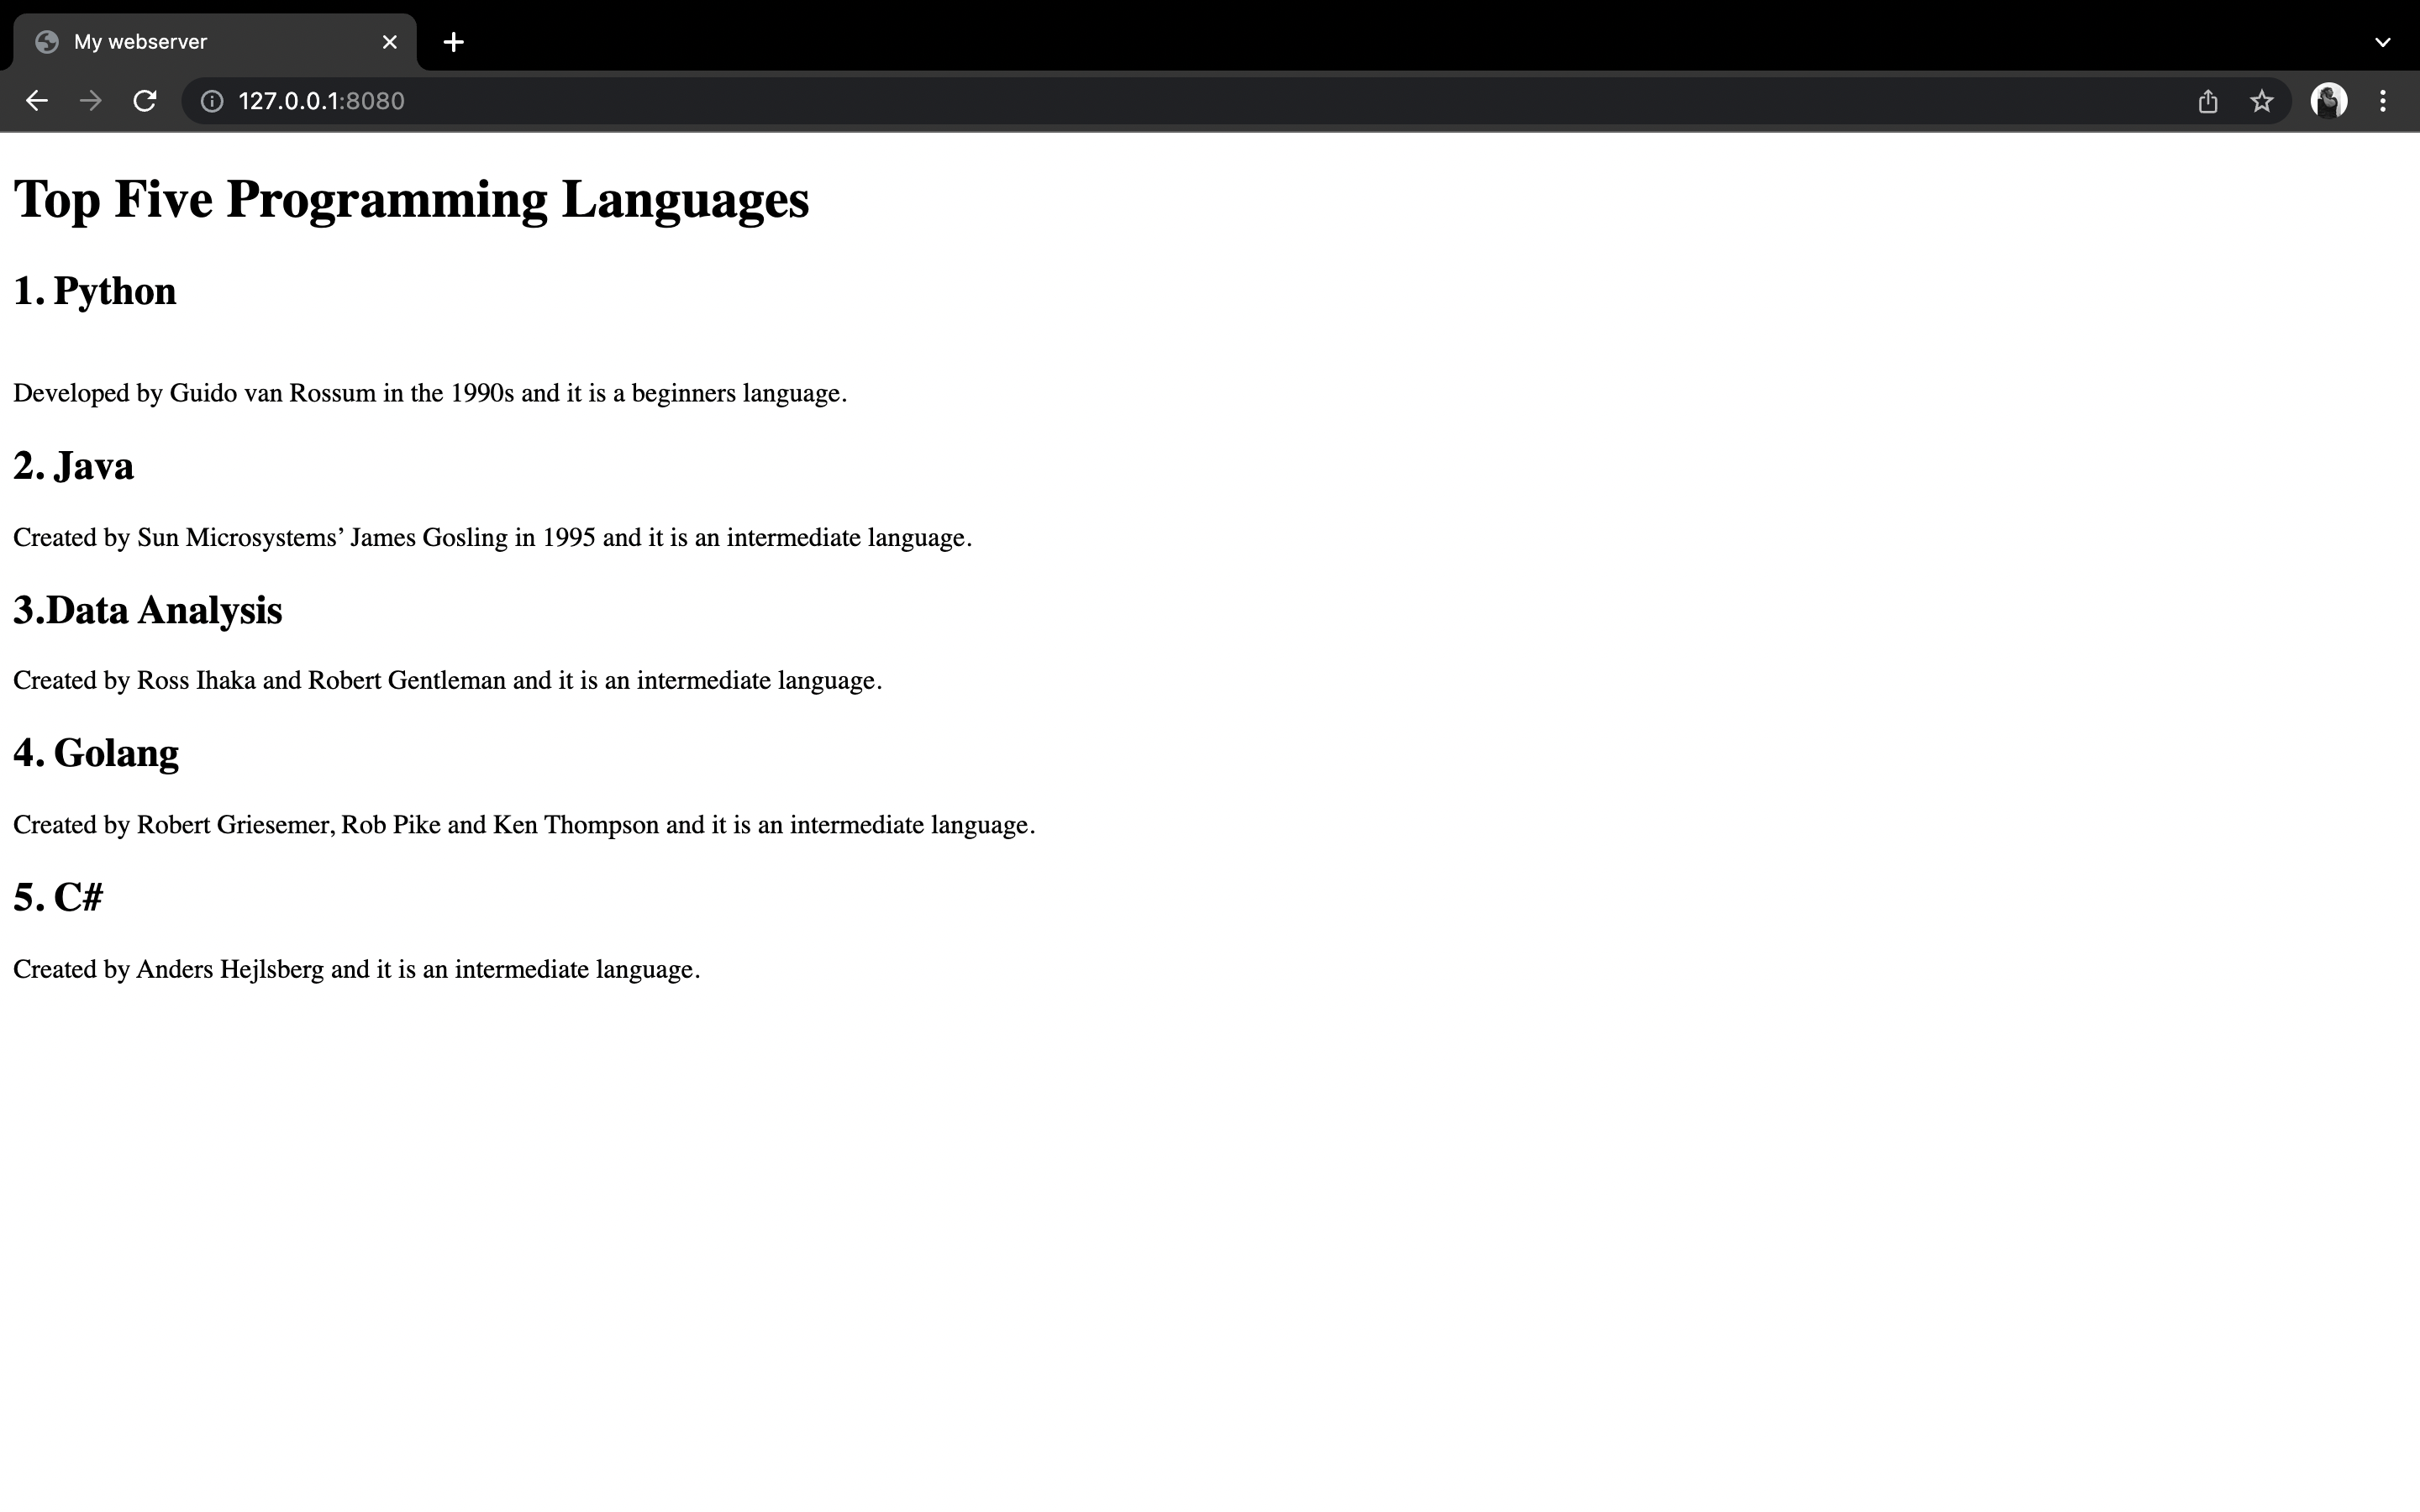 My webserver
127.0.0.1:8080
Top Five Programming Languages
1. Python
Developed by Guido van Rossum in the 1990s and it is a beginners language.
2. Java
Created by Sun Microsystems’ James Gosling in 1995 and it is an intermediate language.
3.Data Analysis
Created by Ross Ihaka and Robert Gentleman and it is an intermediate language.
4. Golang
Created by Robert Griesemer, Rob Pike and Ken Thompson and it is an intermediate language.
5. C#
Created by Anders Hejlsberg and it is an intermediate language.